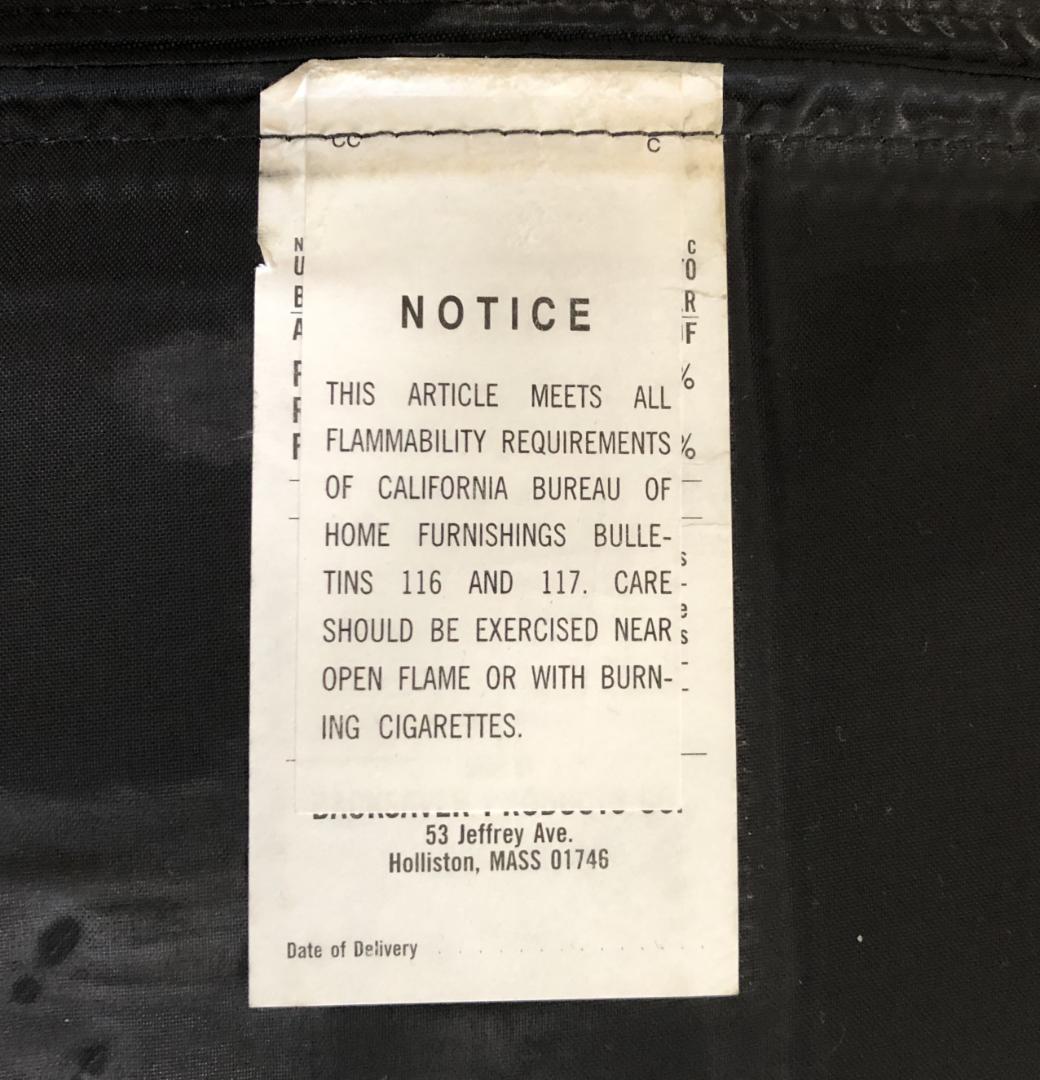 NOTICE
THIS ARTICLE MEETS ALL
FLAMMABILITY REQUIREMENTS
OF CALIFORNIA BUREAU OF
HOME FURNISHINGS BULLE-
TINS 116 AND 117. CARE
SHOULD BE EXERCISED NEAR
OPEN FLAME OR WITH BURN-
ING CIGARETTES.
53 Jeffrey Ave.
Holliston, MASS 01746
Date of Delivery